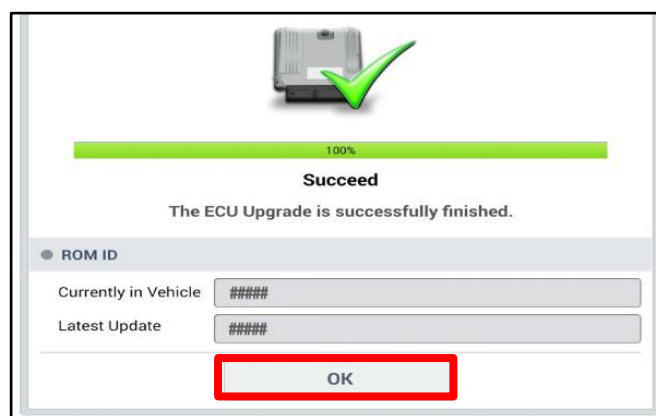 100%
Succeed
The ECU Upgrade is successfully finished.
ROM ID
Currently in Vehicle #####
Latest Update #####
OK